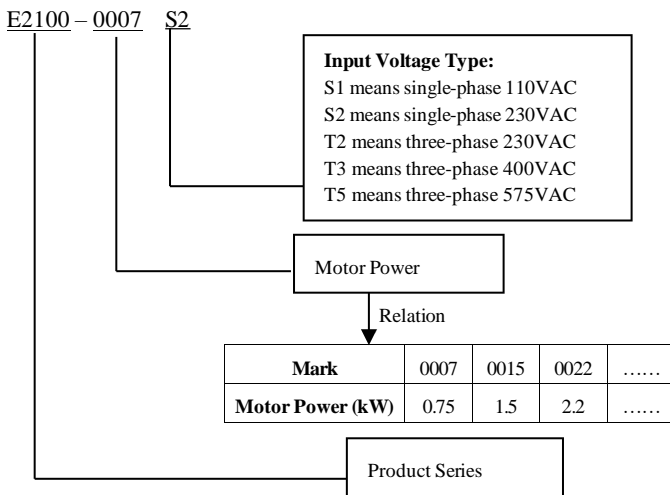 E2100 – 0007 S2
Input Voltage Type:
S1 means single-phase 110VAC
S2 means single-phase 230VAC
T2 means three-phase 230VAC
T3 means three-phase 400VAC
T5 means three-phase 575VAC
Motor Power
Relation
Mark 0007 0015 0022 ……
Motor Power (kW) 0.75 1.5 2.2 ……
Product Series